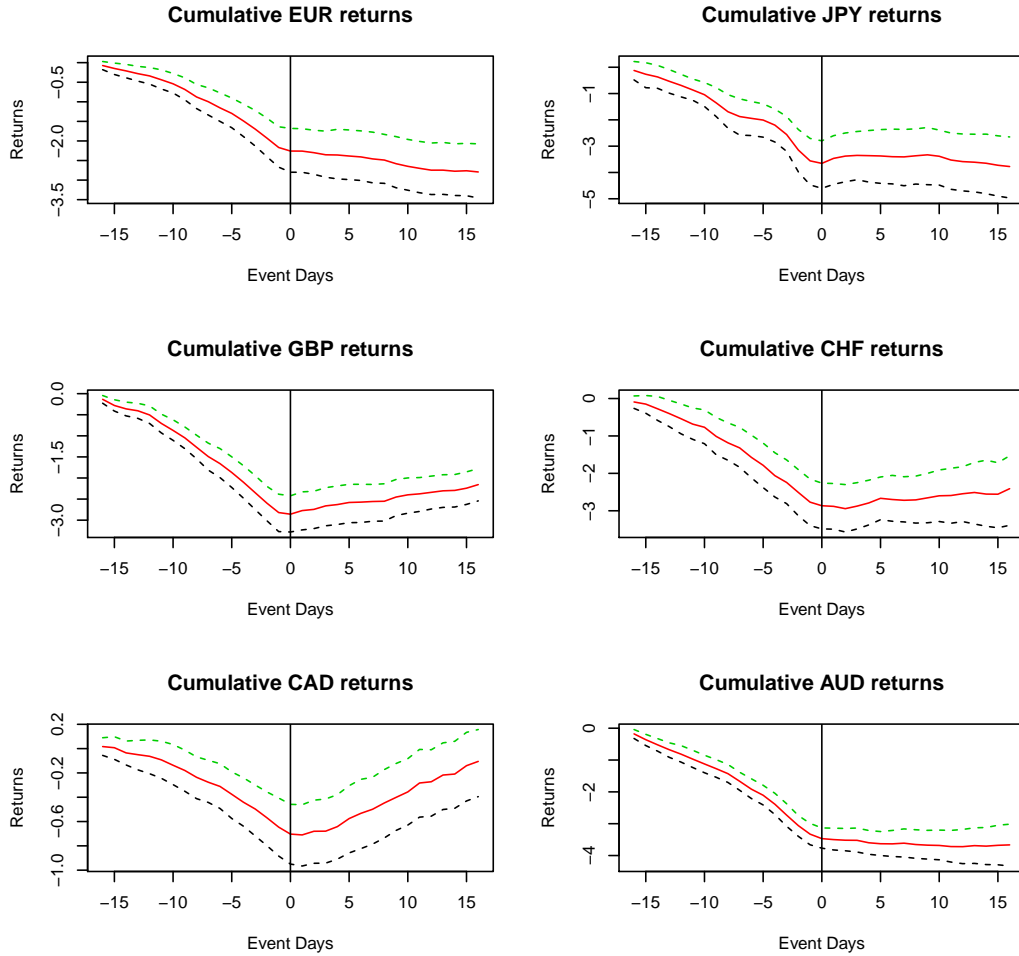 Cumulative EUR returns
Returns
−0.5
−2.0
−3.5
−15 −10 −5 0 5 10 15
Event Days
Cumulative JPY returns
Returns
−1
−3
−5
−15 −10 −5 0 5 10 15
Event Days
Cumulative GBP returns
Returns
0.0
−1.5
−3.0
−15 −10 −5 0 5 10 15
Event Days
Cumulative CHF returns
Returns
0
−1
−2
−3
−15 −10 −5 0 5 10 15
Event Days
Cumulative CAD returns
Returns
0.2
−0.2
−0.6
−1.0
−15 −10 −5 0 5 10 15
Event Days
Cumulative AUD returns
Returns
0
−2
−4
−15 −10 −5 0 5 10 15
Event Days